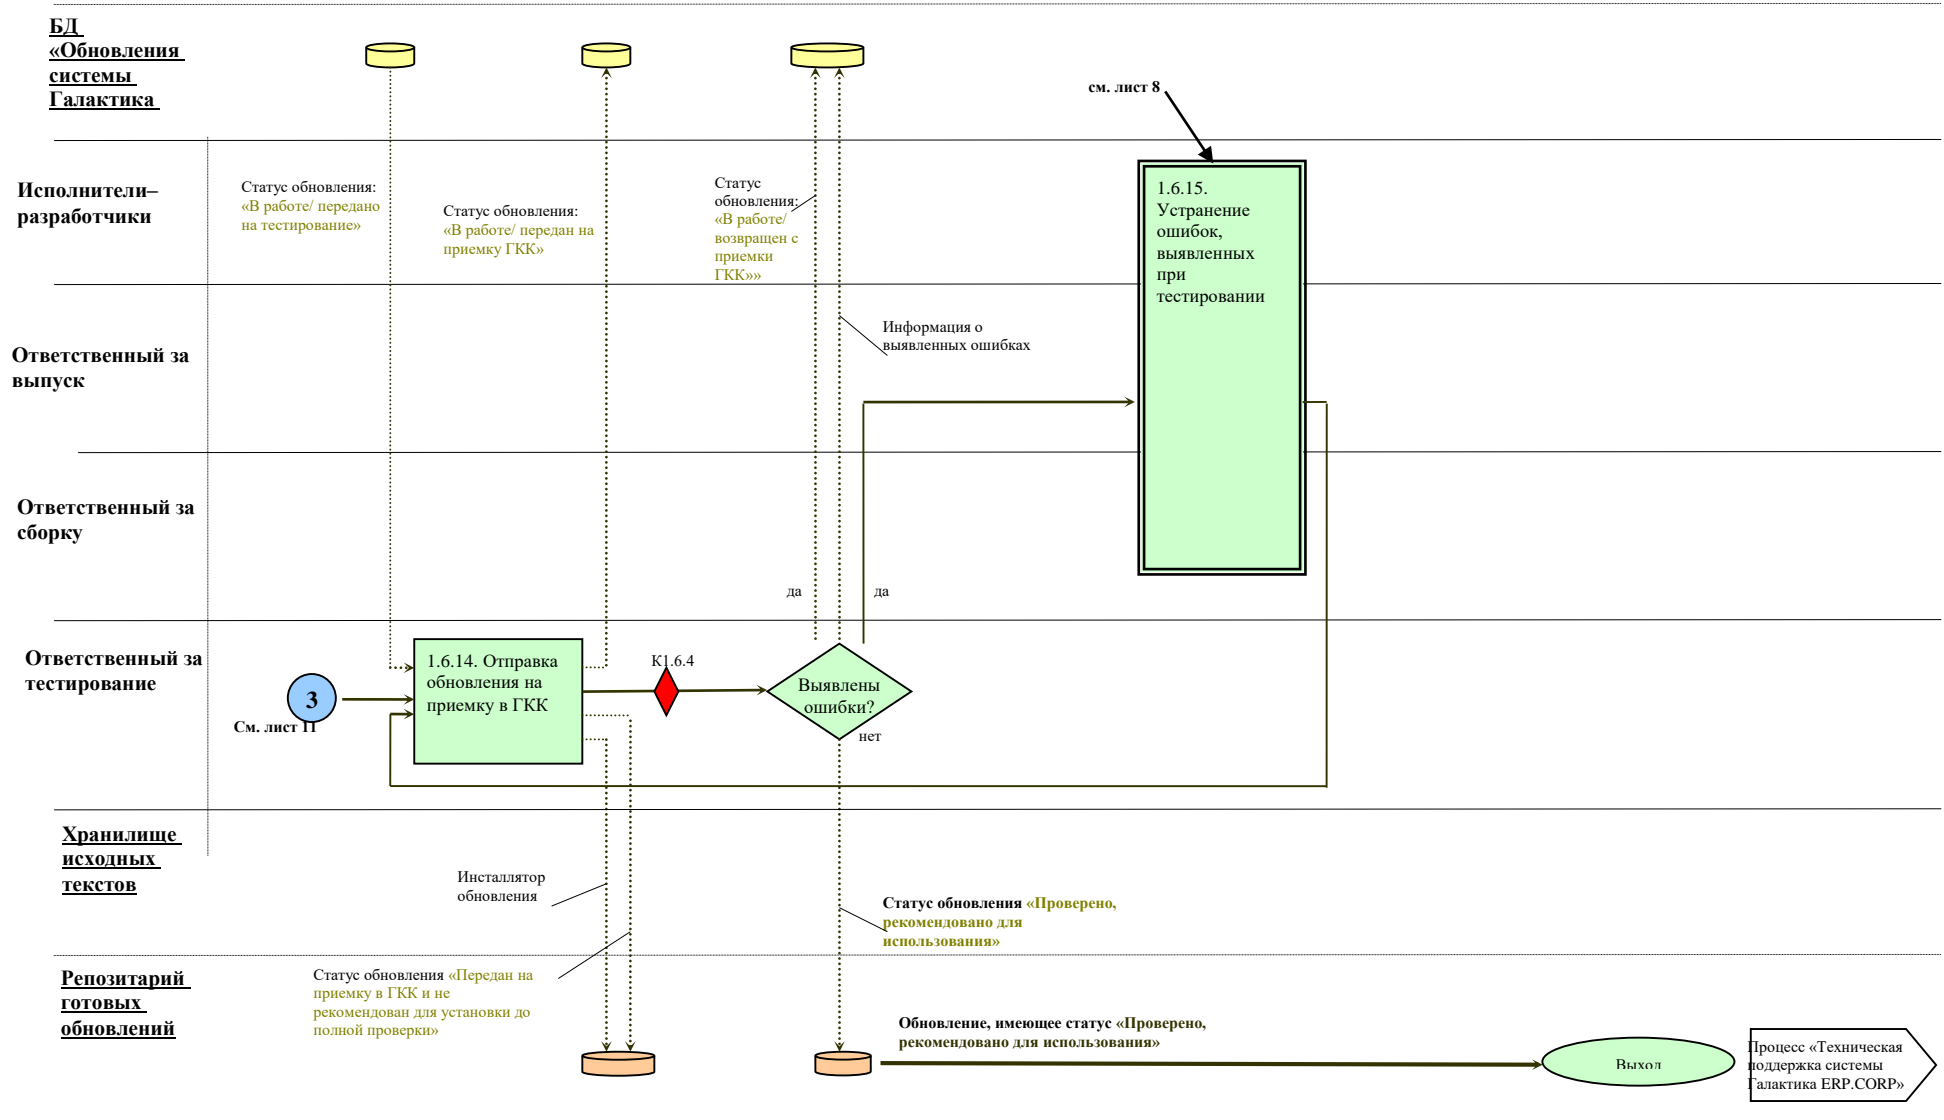 БД
«Обновления
системы
Галактика
см. лист 8
Исполнители–
разработчики
Статус обновления:
«В работе/ передано
на тестирование»
Статус обновления:
«В работе/ передан на
приемку ГКК»
Статус
обновления:
«В работе/
возвращен с
приемки
ГКК»»
1.6.15.
Устранение
ошибок,
выявленных
при
тестировании
Ответственный за
выпуск
Информация о
выявленных ошибках
Ответственный за
сборку
да
да
Ответственный за
тестирование
3
См. лист 11
1.6.14. Отправка
обновления на
приемку в ГКК
К1.6.4
Выявлены
ошибки?
нет
Хранилище
исходных
текстов
Инсталлятор
обновления
Статус обновления «Проверено,
рекомендовано для
использования»
Репозитарий
готовых
обновлений
Статус обновления «Передан на
приемку в ГКК и не
рекомендован для установки до
полной проверки»
Обновление, имеющее статус «Проверено,
рекомендовано для использования»
Выход
Процесс «Техническая
поддержка системы
Галактика ERP.CORP»